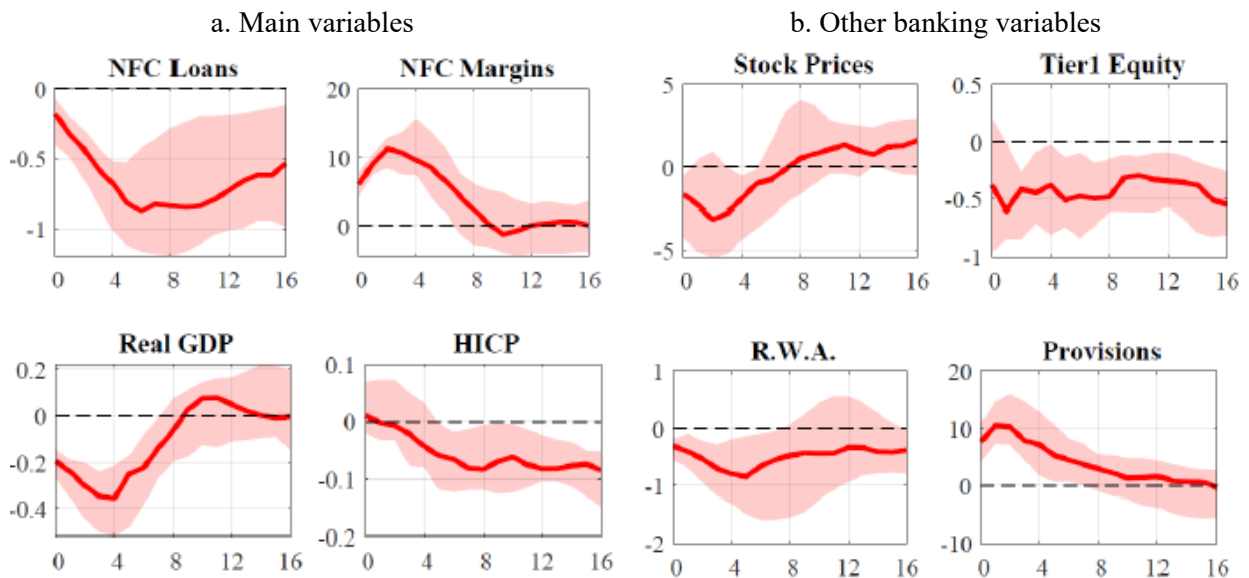 a. Main variables
b. Other banking variables
NFC Loans
0
-0.5
-1
0 4 8 12 16
NFC Margins
20
10
0
0 4 8 12 16
Stock Prices
5
0
-5
0 4 8 12 16
Tier1 Equity
0.5
0
-0.5
-1
0 4 8 12 16
Real GDP
0.2
0
-0.2
-0.4
0 4 8 12 16
HICP
0.1
0
-0.1
-0.2
0 4 8 12 16
R.W.A.
1
0
-1
-2
0 4 8 12 16
Provisions
20
10
0
-10
0 4 8 12 16